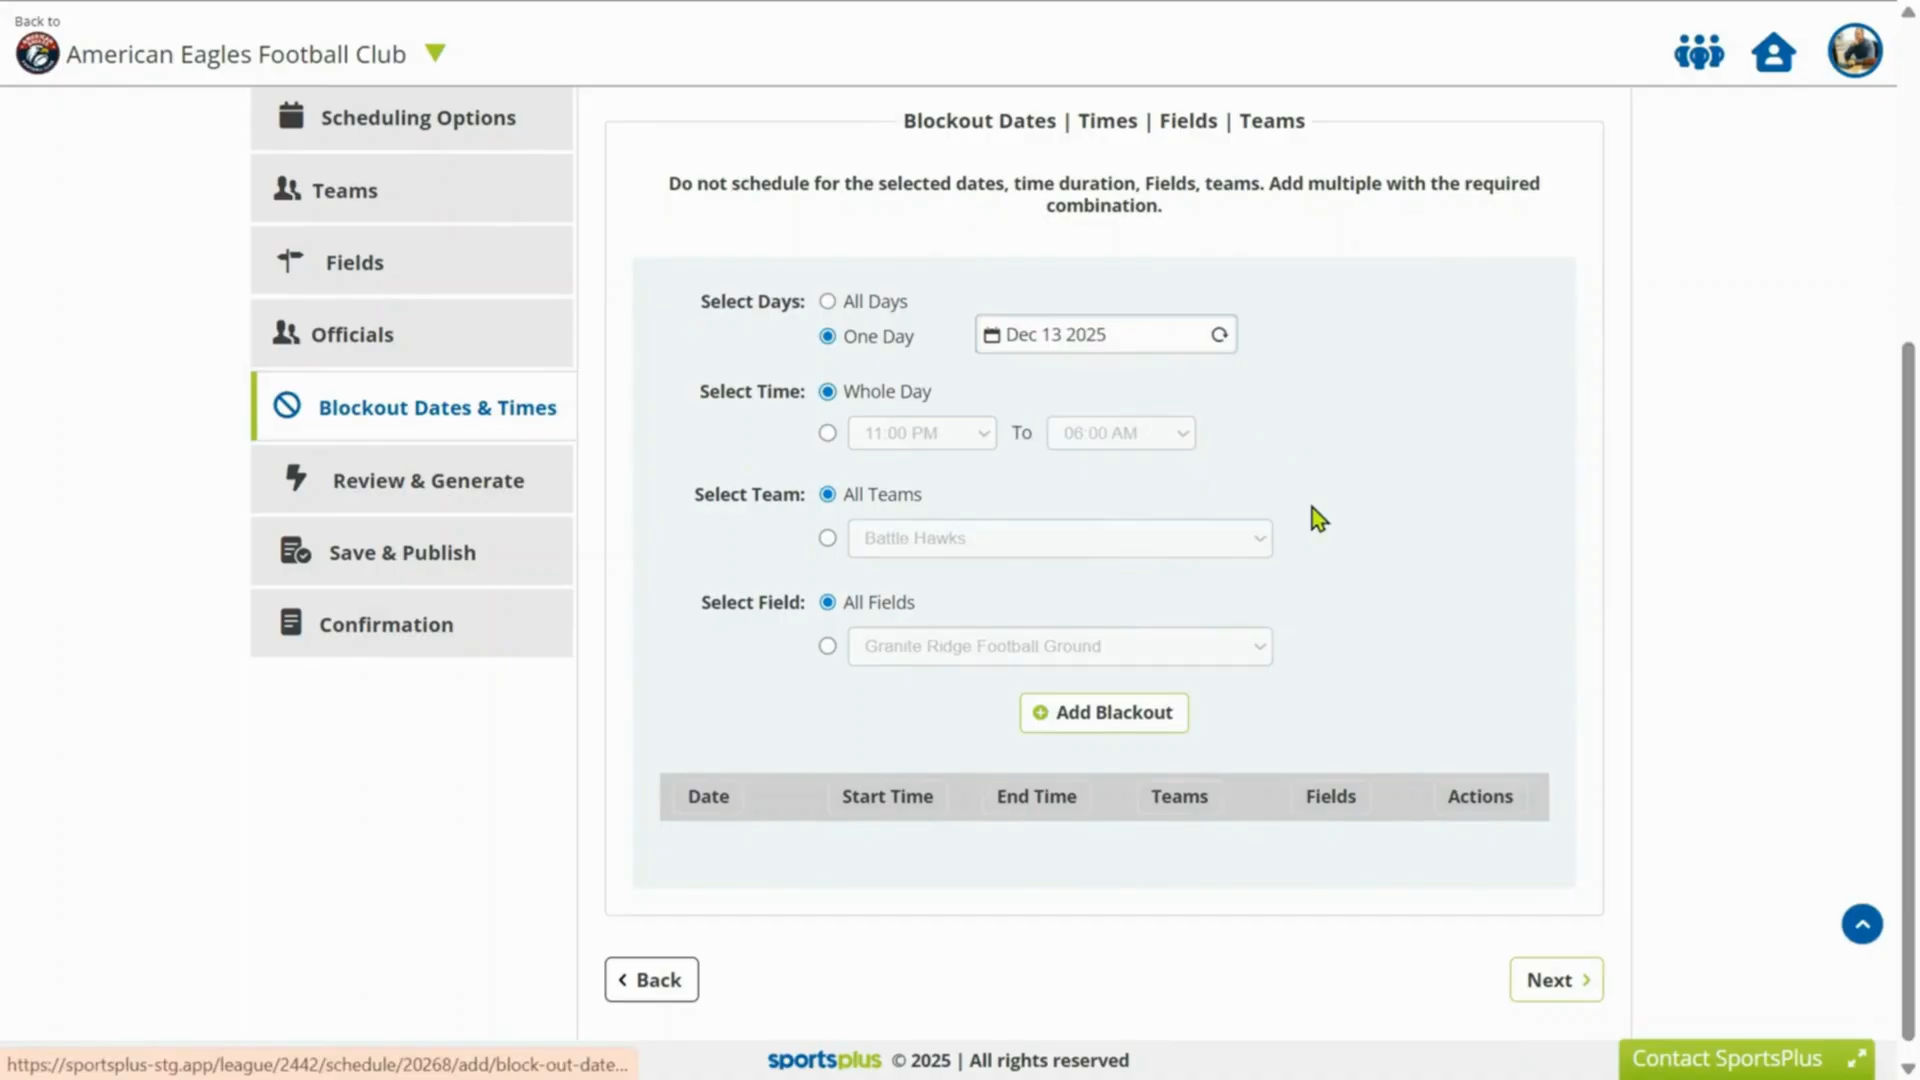 Back to
American Eagles Football Club
Scheduling Options
Teams
Fields
Officials
Blockout Dates & Times
Review & Generate
Save & Publish
Confirmation
Blockout Dates | Times | Fields | Teams
Do not schedule for the selected dates, time duration, Fields, teams. Add multiple with the required
combination.
Select Days: All Days
One Day Dec 13 2025
Select Time: Whole Day
11:00 PM To 06:00 AM
Select Team: All Teams
Battle Hawks
Select Field: All Fields
Granite Ridge Football Ground
Add Blackout
Date Start Time End Time Teams Fields Actions
Back
Next
https://sportsplus-stg.app/league/2442/schedule/20268/add/block-out-date...
sportsplus © 2025 | All rights reserved
Contact SportsPlus